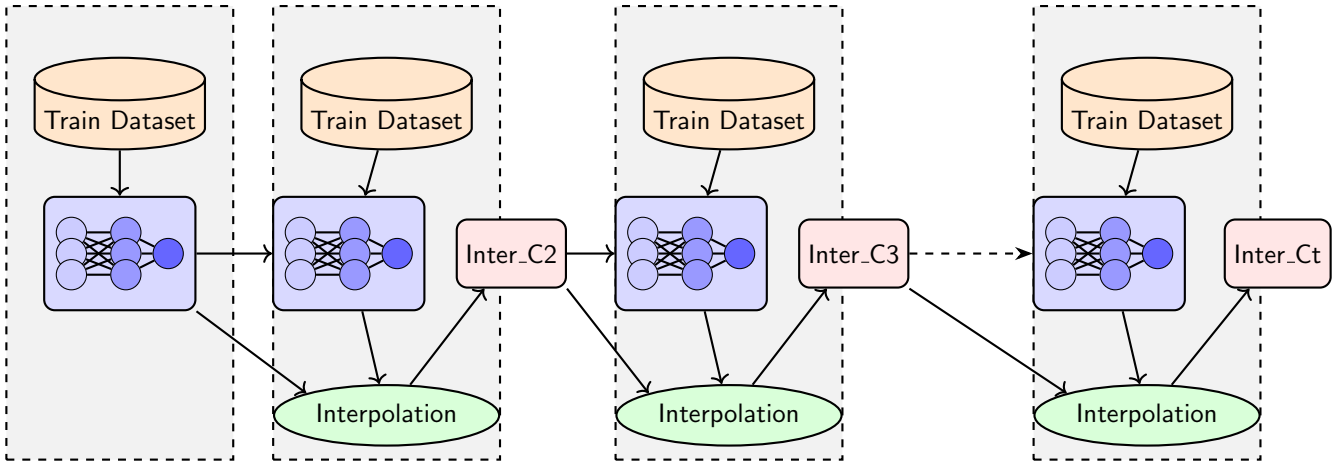 Train Dataset
Train Dataset
Train Dataset
Train Dataset
Inter_C2
Inter_C3
Inter_Ct
Interpolation
Interpolation
Interpolation